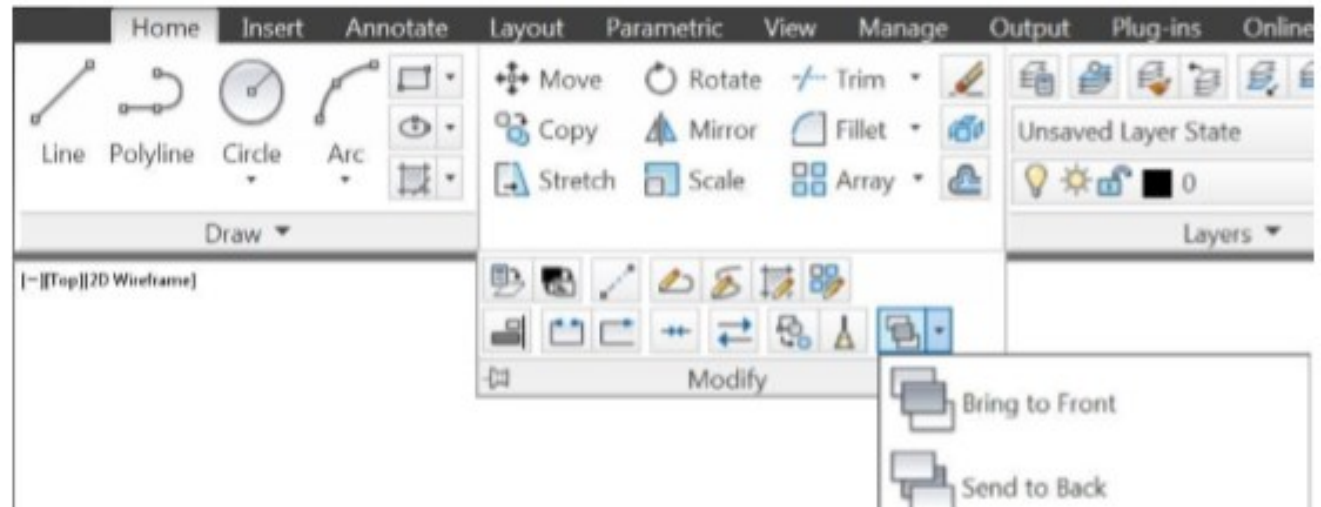 Home Insert Annotate Layout Parametric View Manage Output Plug-ins Online
Move Rotate Trim
Copy Mirror Fillet Unsaved Layer State
Line Polyline Circle Arc
Stretch Scale Array 0
Draw Layers
[-][Top][2D Wireframe]
Modify
Bring to Front
Send to Back